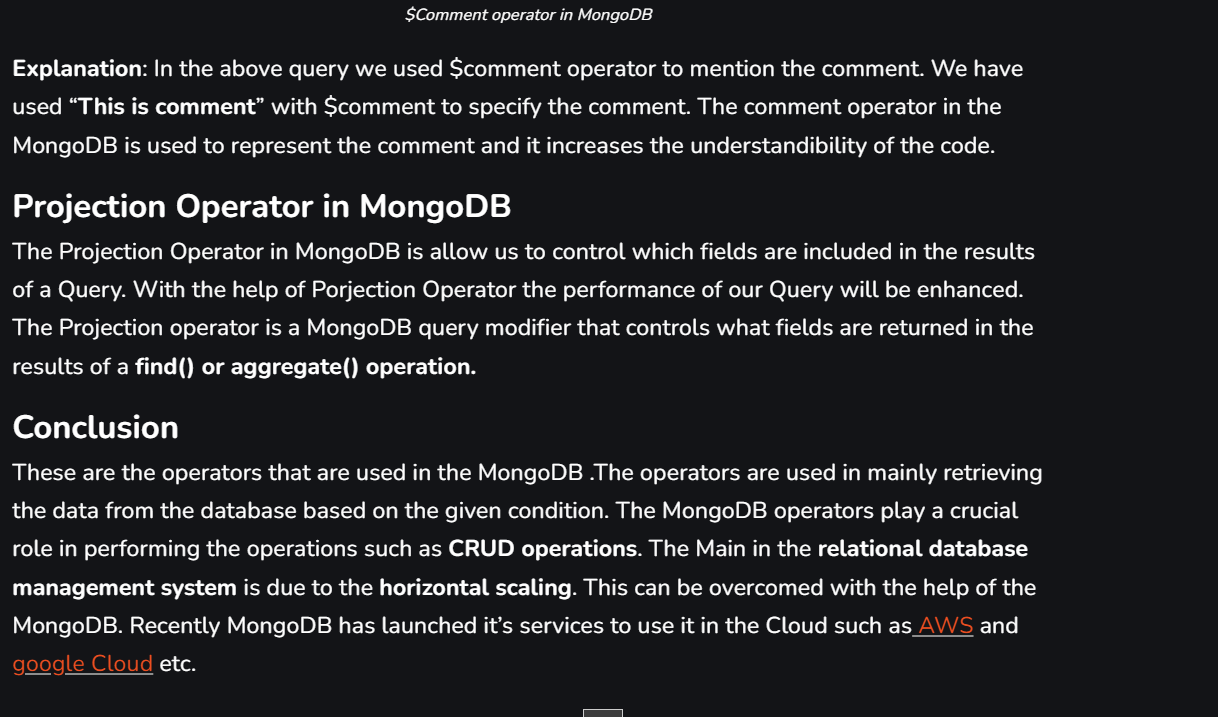 $Comment operator in MongoDB
Explanation: In the above query we used $comment operator to mention the comment. We have
used “This is comment” with $comment to specify the comment. The comment operator in the
MongoDB is used to represent the comment and it increases the understandibility of the code.
Projection Operator in MongoDB
The Projection Operator in MongoDB is allow us to control which fields are included in the results
of a Query. With the help of Porjection Operator the performance of our Query will be enhanced.
The Projection operator is a MongoDB query modifier that controls what fields are returned in the
results of a find() or aggregate() operation.
Conclusion
These are the operators that are used in the MongoDB .The operators are used in mainly retrieving
the data from the database based on the given condition. The MongoDB operators play a crucial
role in performing the operations such as CRUD operations. The Main in the relational database
management system is due to the horizontal scaling. This can be overcomed with the help of the
MongoDB. Recently MongoDB has launched it’s services to use it in the Cloud such as AWS and
google Cloud etc.